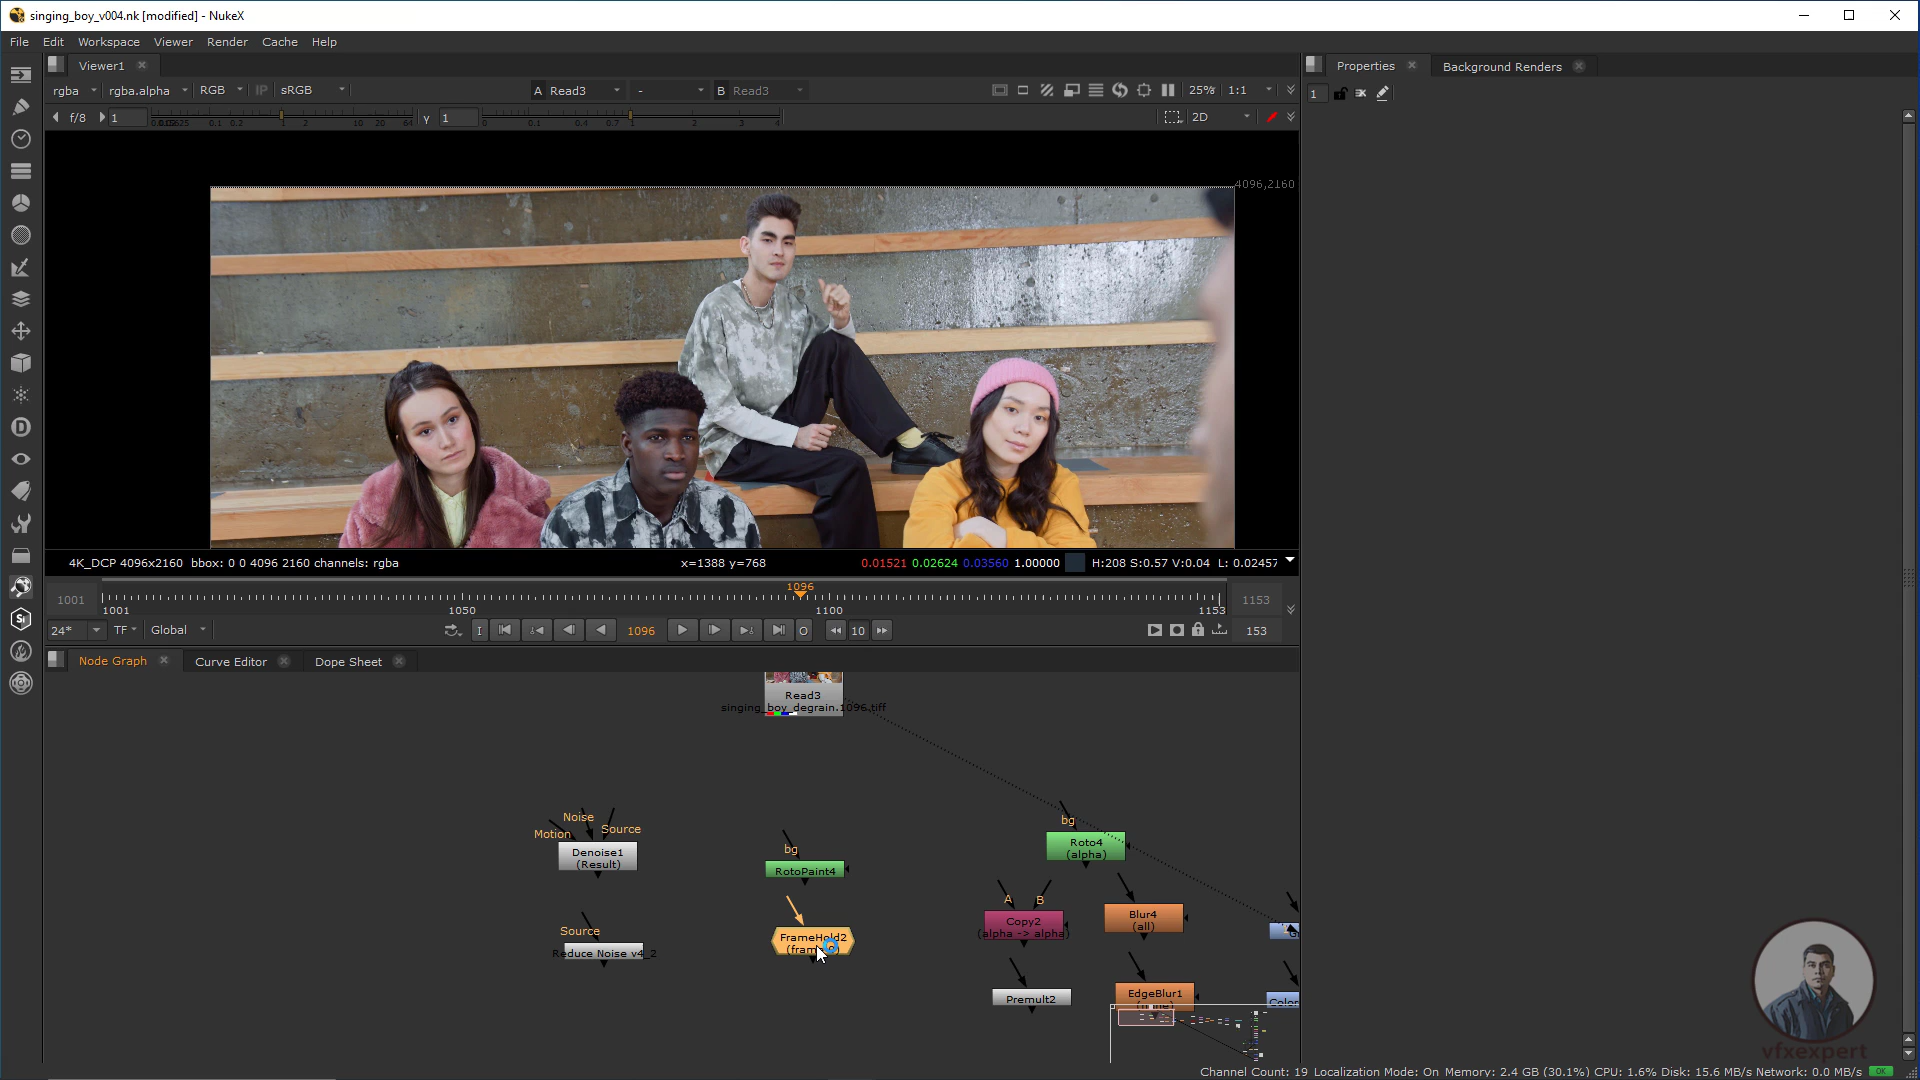 singing_boy_v004.nk [modified] - NukeX
File Edit Workspace Viewer Render Cache Help
Viewer1
Properties
Background Renders
rgba rgba.alpha RGB IP sRGB A Read3 - B Read3 25% 1:1
1
f/8 1 y 1 2D
4096,2160
4K_DCP 4096x2160 bbox: 0 0 4096 2160 channels: rgba x=1388 y=768 0.01521 0.02624 0.03560 1.00000 H:208 S:0.57 V:0.04 L: 0.02457
1096
1001 1153
1001 1050 1100 1153
24* TF Global I 1096 O 10 153
Node Graph Curve Editor Dope Sheet
Read3
singing_boy_degrain.1096.tiff
Noise
Motion Source
Denoise1
(Result)
bg
RotoPaint4
bg
Roto4
(alpha)
A B
Copy2
(alpha -> alpha)
Blur4
(all)
Source
Reduce Noise v4_2
FrameHold2
Premult2
EdgeBlur1
vfxexpert
Channel Count: 19 Localization Mode: On Memory: 2.4 GB (30.1%) CPU: 1.6% Disk: 15.6 MB/s Network: 0.0 MB/s OK